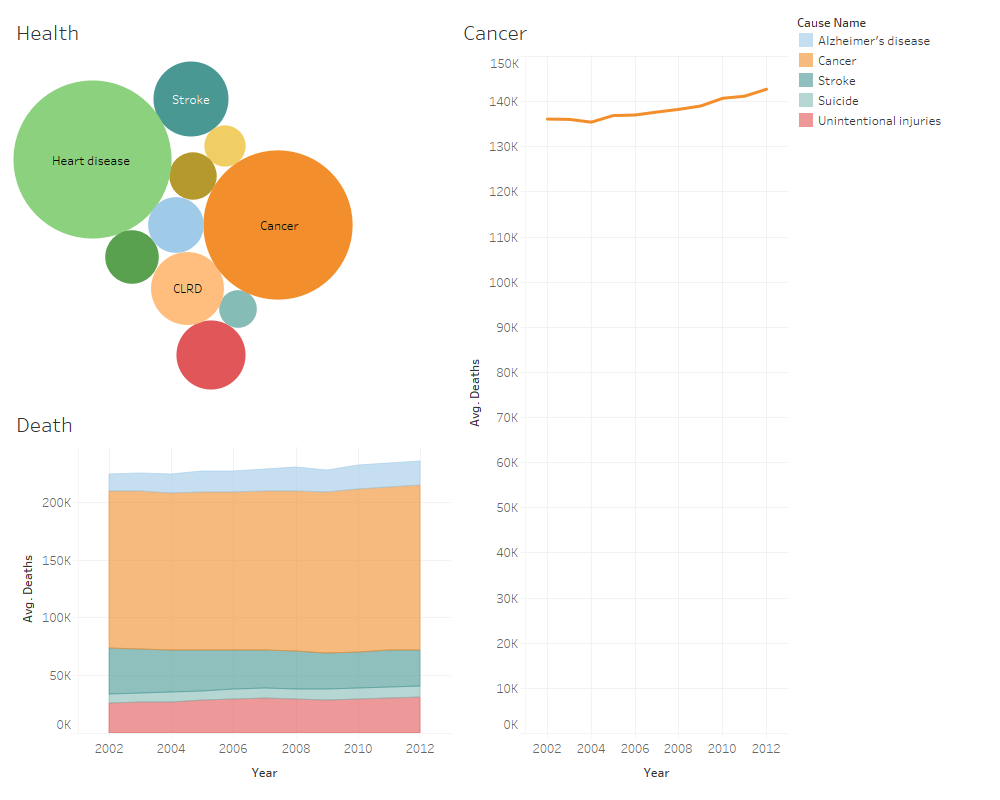 Health
Stroke
Heart disease
Cancer
CLRD
Death
Avg. Deaths
200K
150K
100K
50K
0K
2002 2004 2006 2008 2010 2012
Year
Cancer
Avg. Deaths
150K
140K
130K
120K
110K
100K
90K
80K
70K
60K
50K
40K
30K
20K
10K
0K
2002 2004 2006 2008 2010 2012
Year
Cause Name
Alzheimer's disease
Cancer
Stroke
Suicide
Unintentional injuries